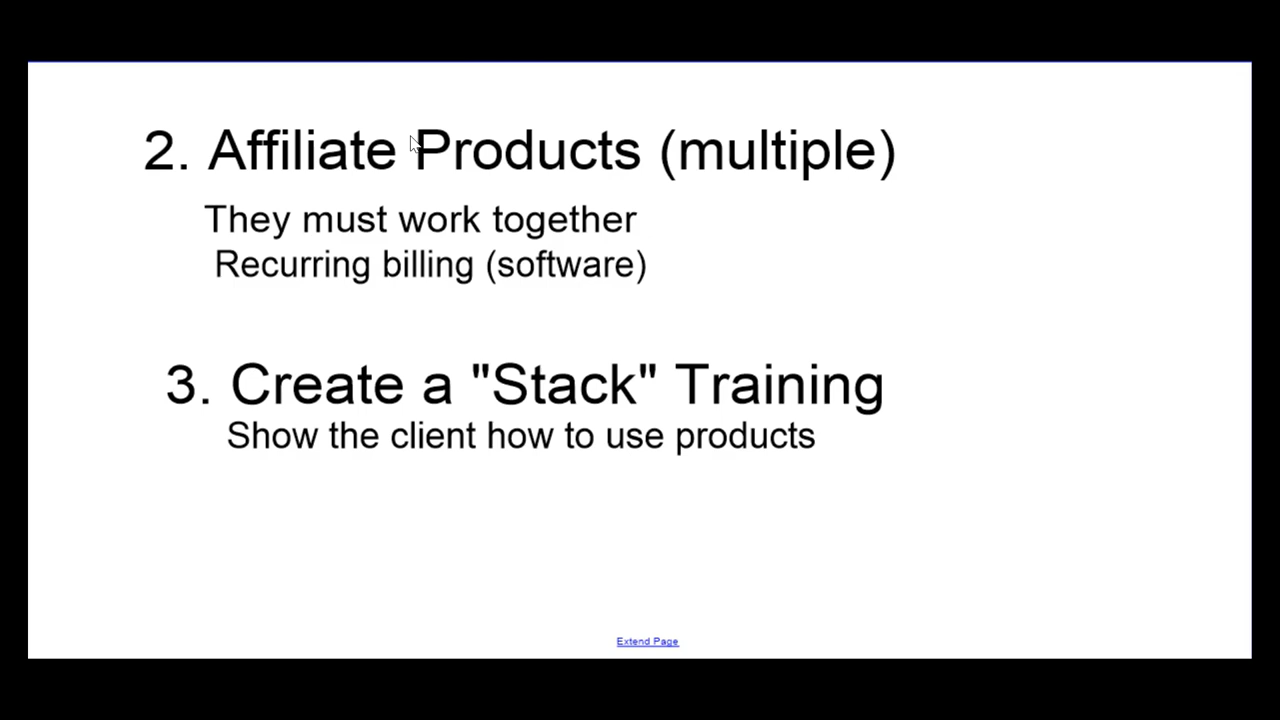 2. Affiliate Products (multiple)
They must work together
Recurring billing (software)
3. Create a "Stack" Training
Show the client how to use products
Extend Page